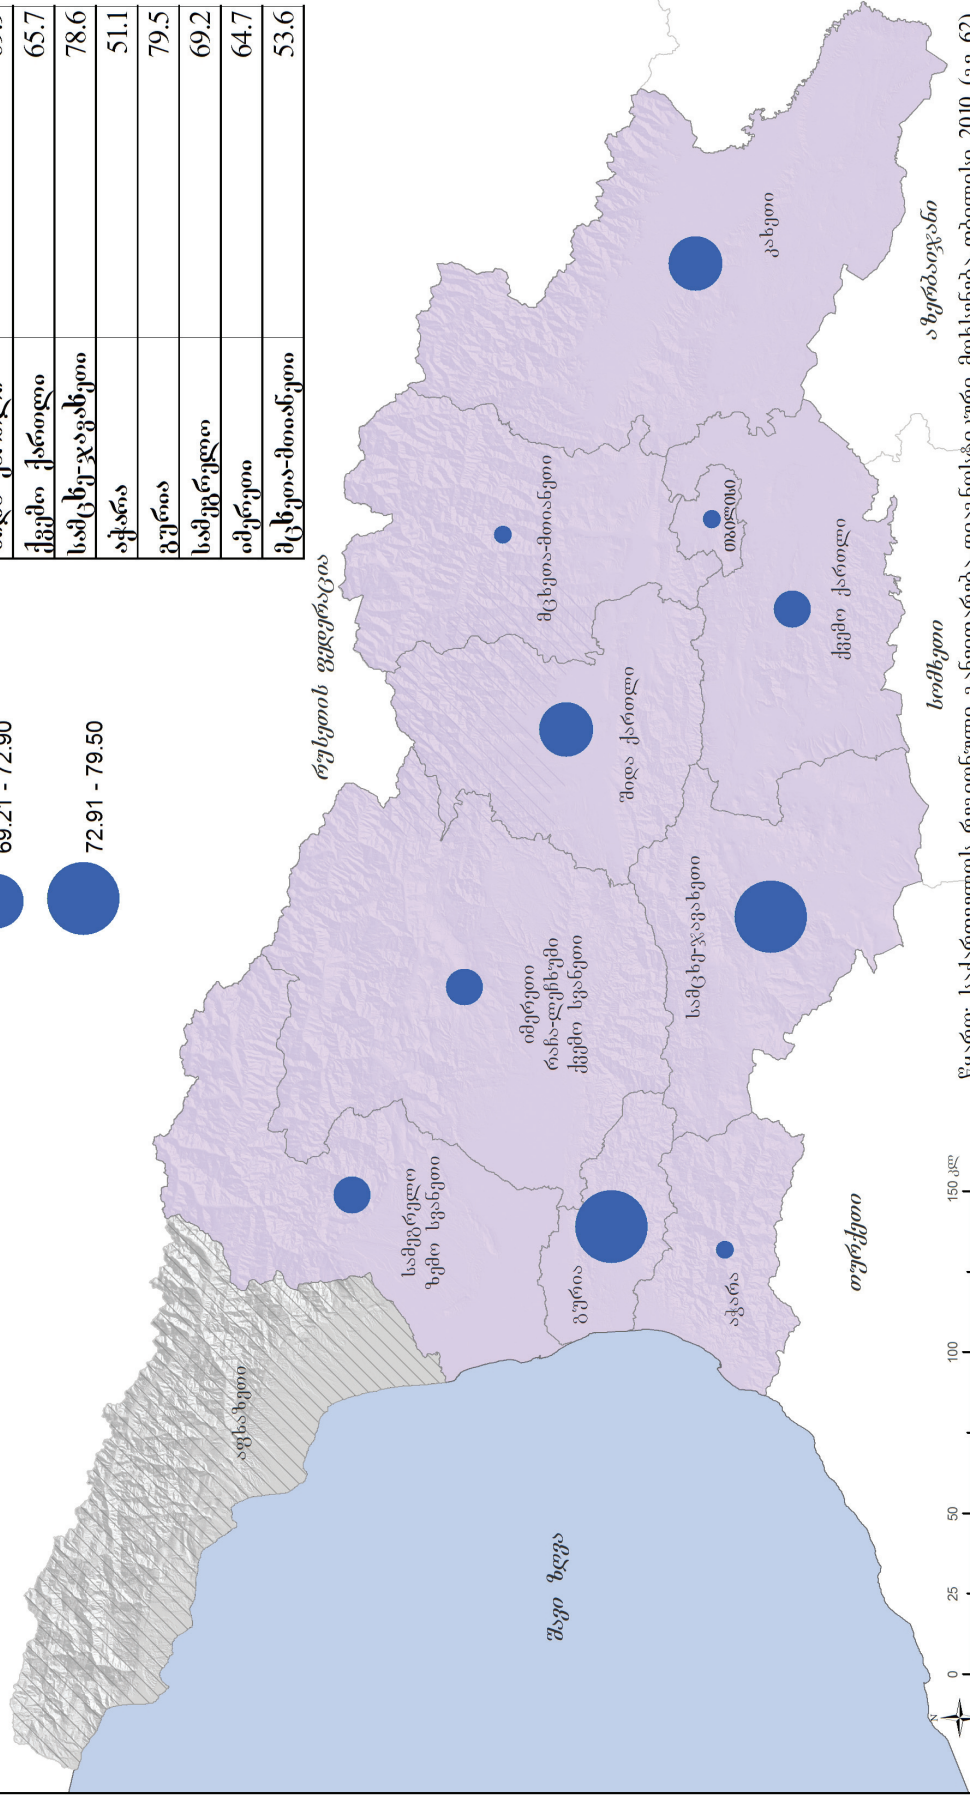 69.21 - 72.90
72.91 - 79.50
ქვემო ქართლი 65.7
სამცხე-ჯავახეთი 78.6
აჭარა 51.1
გურია 79.5
სამეგრელო 69.2
იმერეთი 64.7
მცხეთა-მთიანეთი 53.6
რუსეთის ფედერაცია
აფხაზეთი
სამეგრელო
ზემო სვანეთი
იმერეთი
რაჭა-ლეჩხუმი
ქვემო სვანეთი
მცხეთა-მთიანეთი
შიდა ქართლი
გურია
შავი ზღვა
აჭარა
სამცხე-ჯავახეთი
თბილისი
კახეთი
ქვემო ქართლი
თურქეთი
სომხეთი
აზერბაიჯანი
N
0 25 50 100 150 კმ